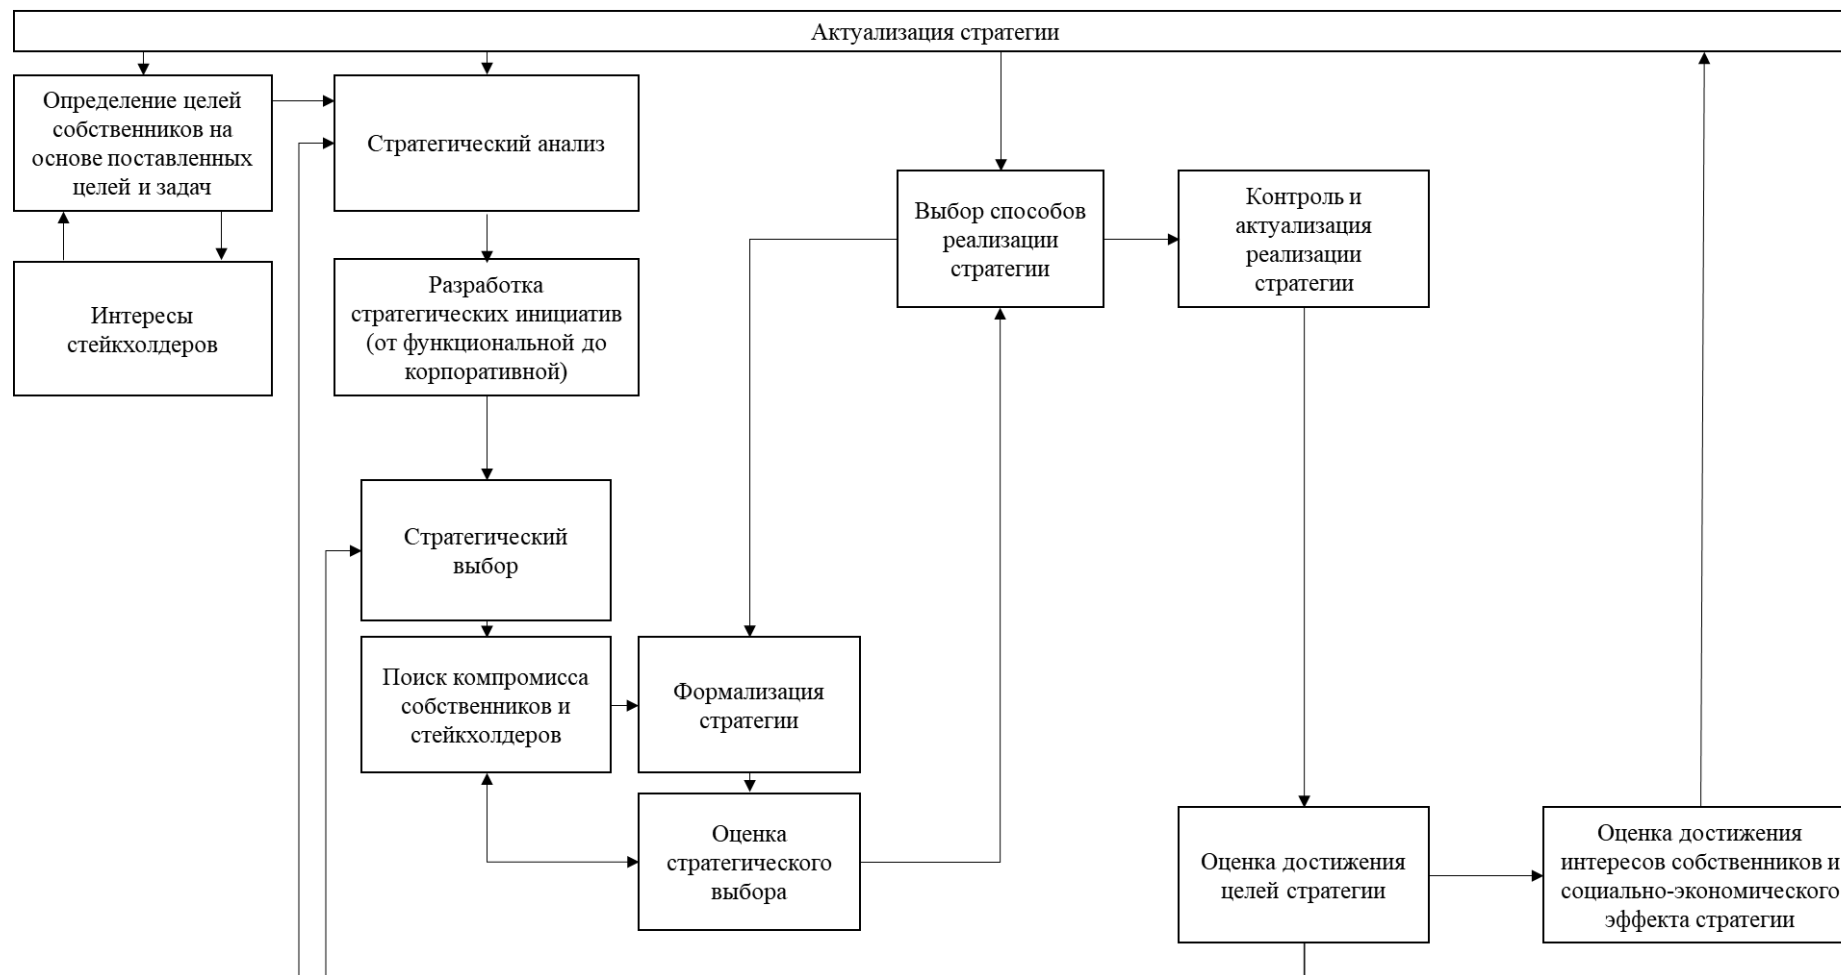 Актуализация стратегии
Определение целей
собственников на
основе поставленных
целей и задач
Стратегический анализ
Интересы
стейкхолдеров
Разработка
стратегических инициатив
(от функциональной до
корпоративной)
Выбор способов
реализации
стратегии
Контроль и
актуализация
реализации
стратегии
Стратегический
выбор
Поиск компромисса
собственников и
стейкхолдеров
Формализация
стратегии
Оценка
стратегического
выбора
Оценка достижения
целей стратегии
Оценка достижения
интересов собственников и
социально-экономического
эффекта стратегии